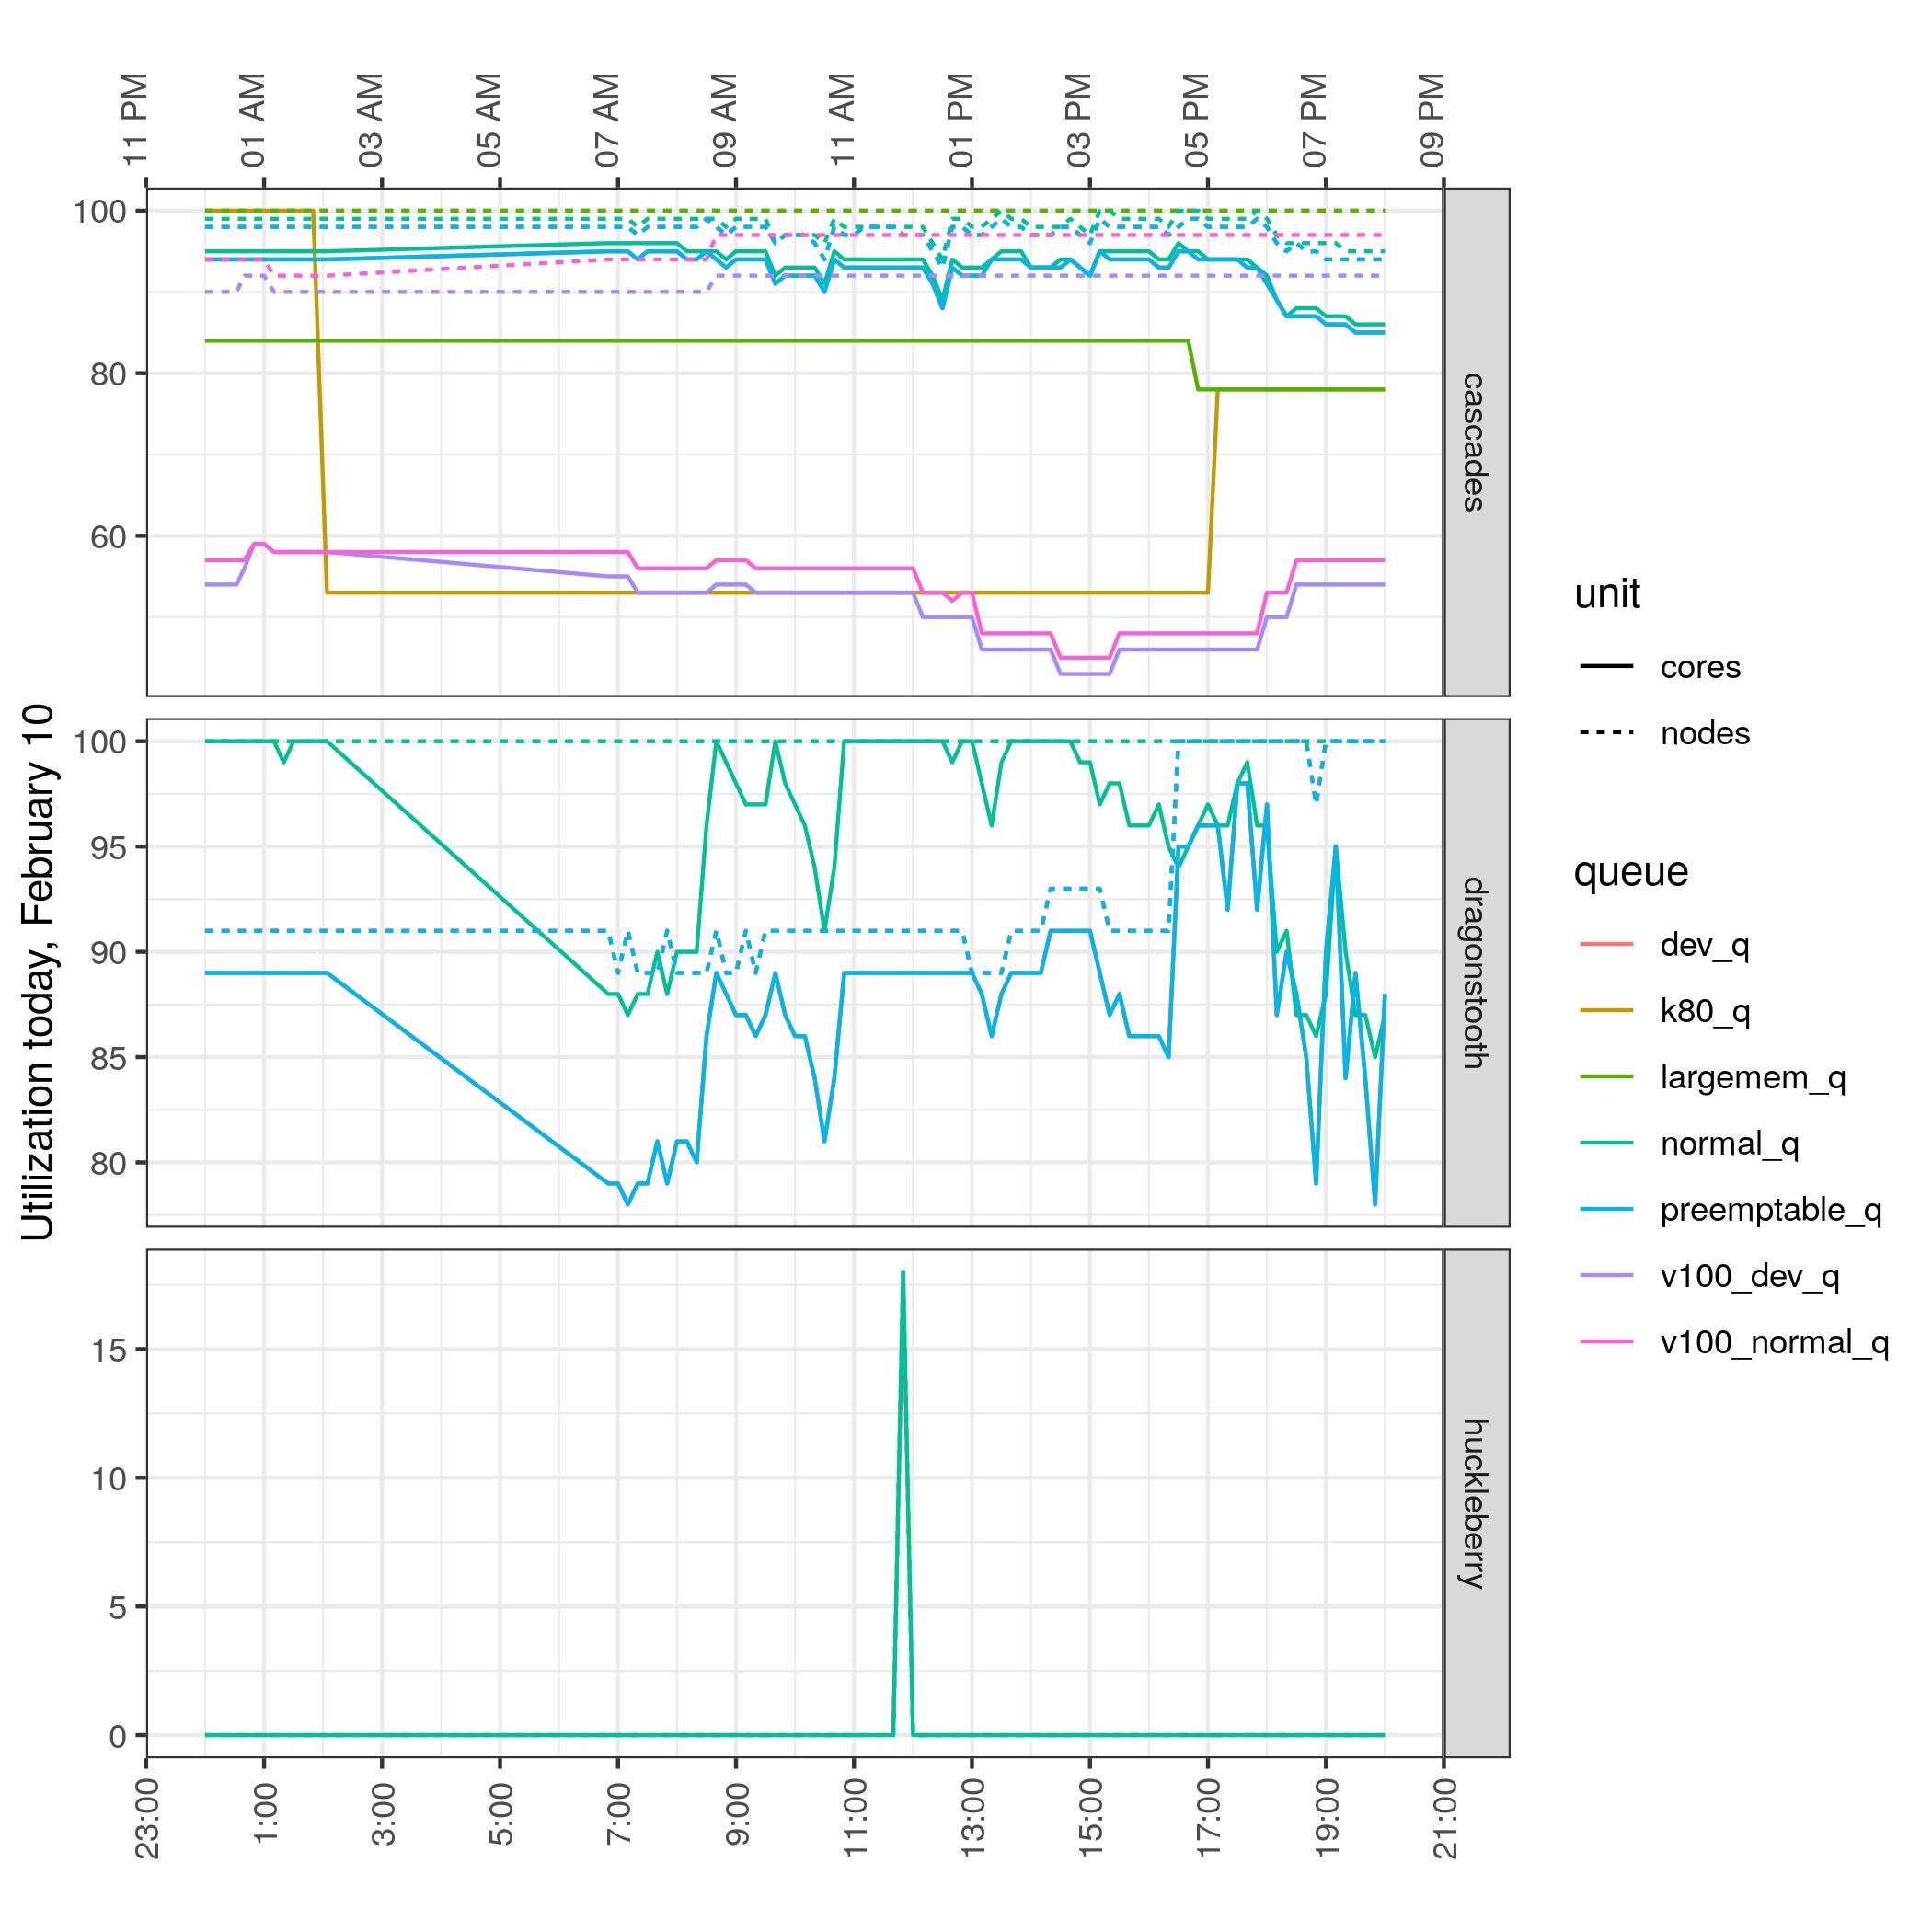 11 PM
01 AM
03 AM
05 AM
07 AM
09 AM
11 AM
01 PM
03 PM
05 PM
07 PM
09 PM
Utilization today, February 10
100
80
60
cascades
100
95
90
85
80
dragonstooth
15
10
5
0
huckleberry
23:00
1:00
3:00
5:00
7:00
9:00
11:00
13:00
15:00
17:00
19:00
21:00
unit
cores
nodes
queue
dev_q
k80_q
largemem_q
normal_q
preemptable_q
v100_dev_q
v100_normal_q